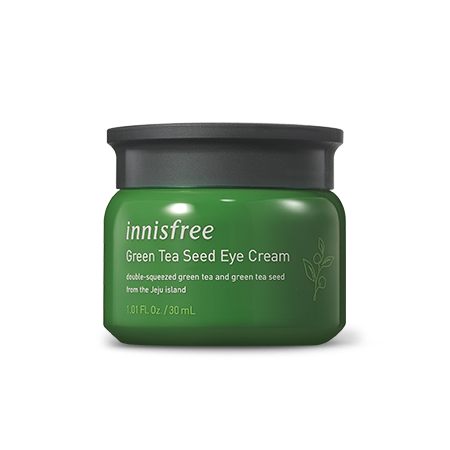 innisfree
Green Tea Seed Eye Cream
double-squeezed green tea and green tea seed
from the Jeju island
1.01 Fl. Oz. / 30 mL